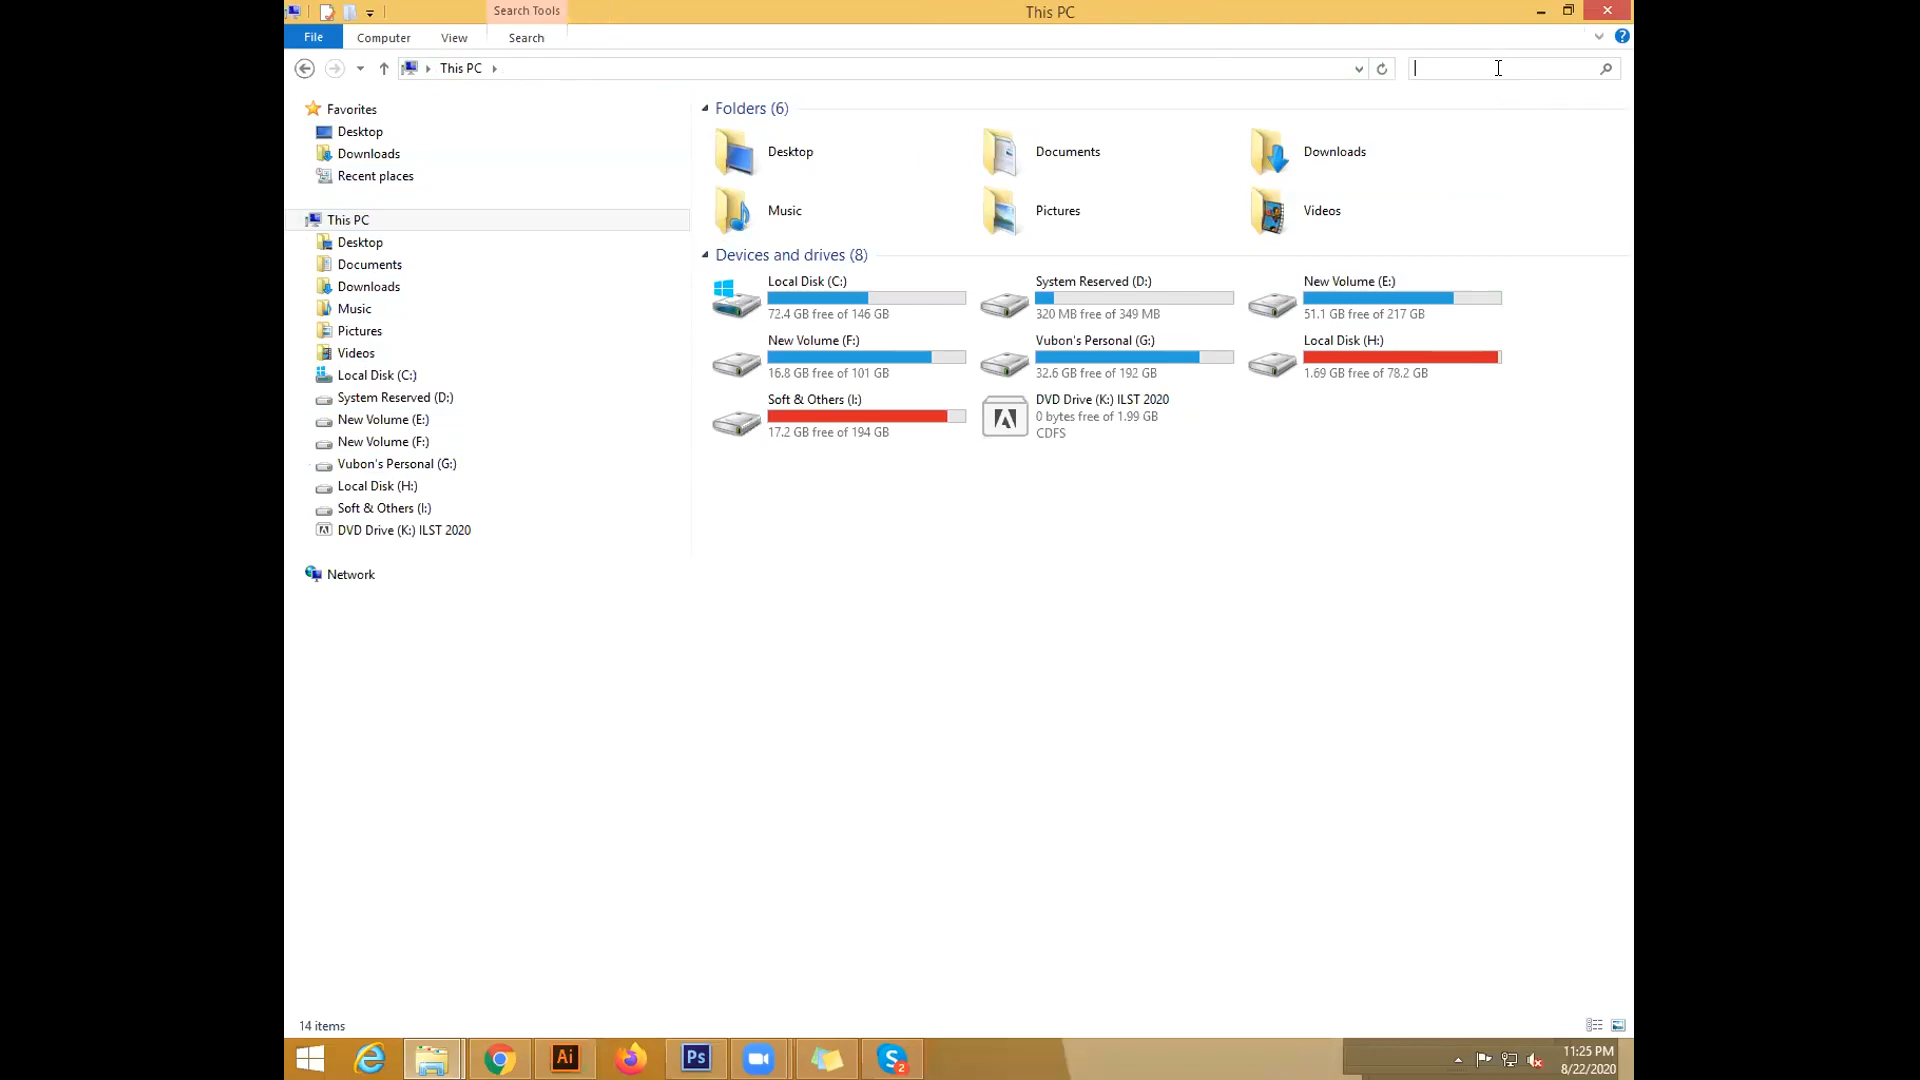 Search Tools
This PC
File
Computer
View
Search
This PC
Favorites
Desktop
Downloads
Recent places
This PC
Desktop
Documents
Downloads
Music
Pictures
Videos
Local Disk (C:)
System Reserved (D:)
New Volume (E:)
New Volume (F:)
Vubon's Personal (G:)
Local Disk (H:)
Soft & Others (I:)
DVD Drive (K:) ILST 2020
Network
Folders (6)
Desktop
Documents
Downloads
Music
Pictures
Videos
Devices and drives (8)
Local Disk (C:)
72.4 GB free of 146 GB
System Reserved (D:)
320 MB free of 349 MB
New Volume (E:)
51.1 GB free of 217 GB
New Volume (F:)
16.8 GB free of 101 GB
Vubon's Personal (G:)
32.6 GB free of 192 GB
Local Disk (H:)
1.69 GB free of 78.2 GB
Soft & Others (I:)
17.2 GB free of 194 GB
DVD Drive (K:) ILST 2020
0 bytes free of 1.99 GB
CDFS
14 items
Ai
Ps
S
2
11:25 PM
8/22/2020